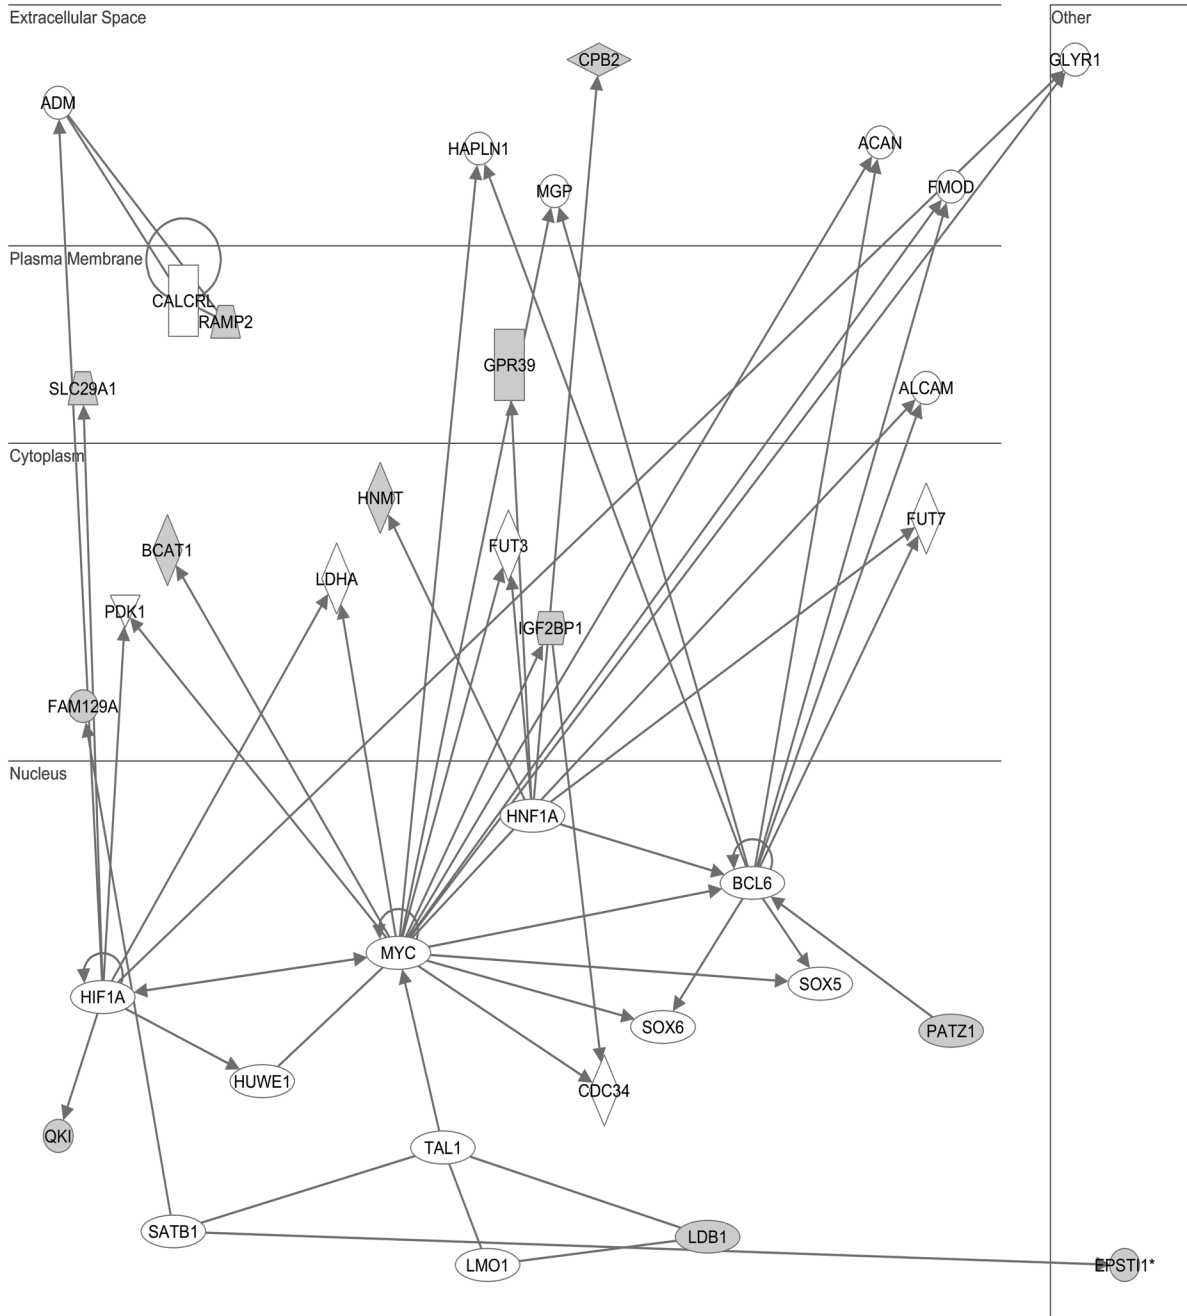 Extracellular Space
Other
CPB2
GLYR1
ADM
HAPLN1
ACAN
MGP
FMOD
Plasma Membrane
CALCRL
RAMP2
GPR39
SLC29A1
ALCAM
Cytoplasm
HNMT
FUT7
BCAT1
FUT3
LDHA
PDK1
IGF2BP1
FAM129A
Nucleus
HNF1A
BCL6
MYC
SOX5
HIF1A
SOX6
PATZ1
HUWE1
CDC34
QKI
TAL1
SATB1
LDB1
LMO1
EPSTI1*